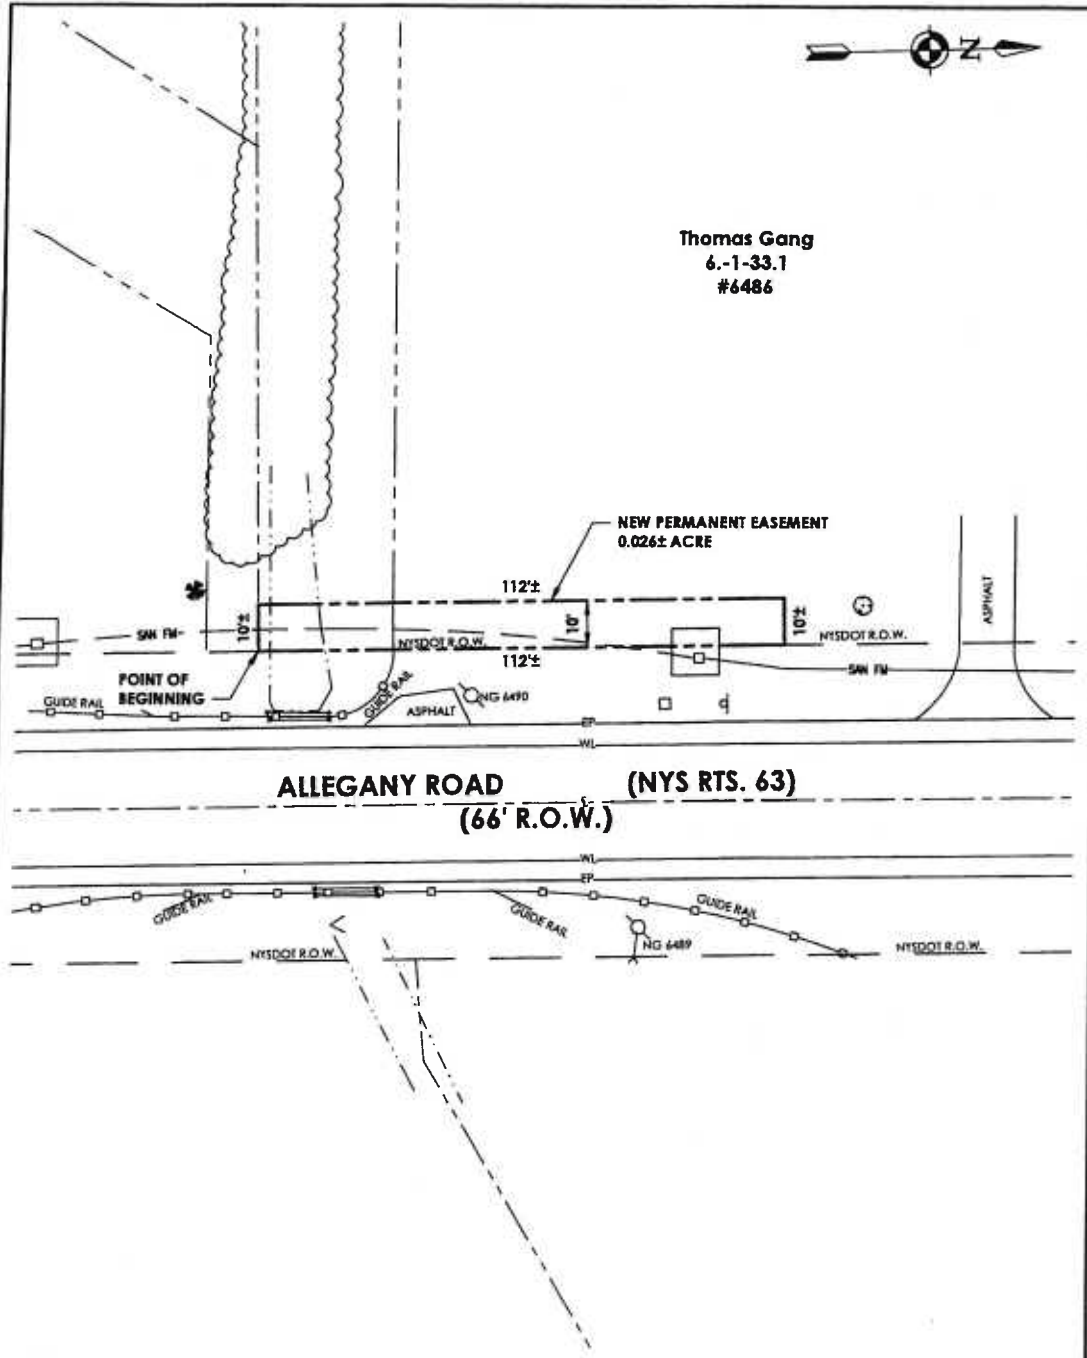 N
Thomas Gang
6.-1-33.1
#6486
NEW PERMANENT EASEMENT
0.026± ACRE
112'±
10'±
10'
10'±
ASPHALT
SAN FM
NYSDOT R.O.W.
NYSDOT R.O.W.
112'±
SAN FM
POINT OF
BEGINNING
GUIDE RAIL
GUIDE RAIL
NG 6490
ASPHALT
EP
WL
ALLEGANY ROAD (NYS RTS. 63)
(66' R.O.W.)
WL
EP
GUIDE RAIL
GUIDE RAIL
GUIDE RAIL
NG 6489
NYSDOT R.O.W.
NYSDOT R.O.W.